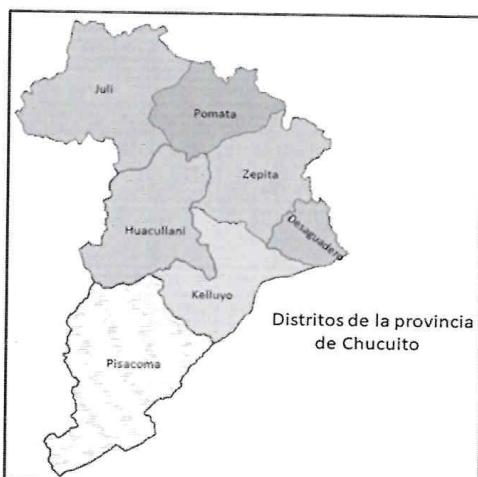 Juli
Pomata
Zepita
Huacullani
Desaguadero
Kelluyo
Distritos de la provincia
de Chucuito
Pisacoma